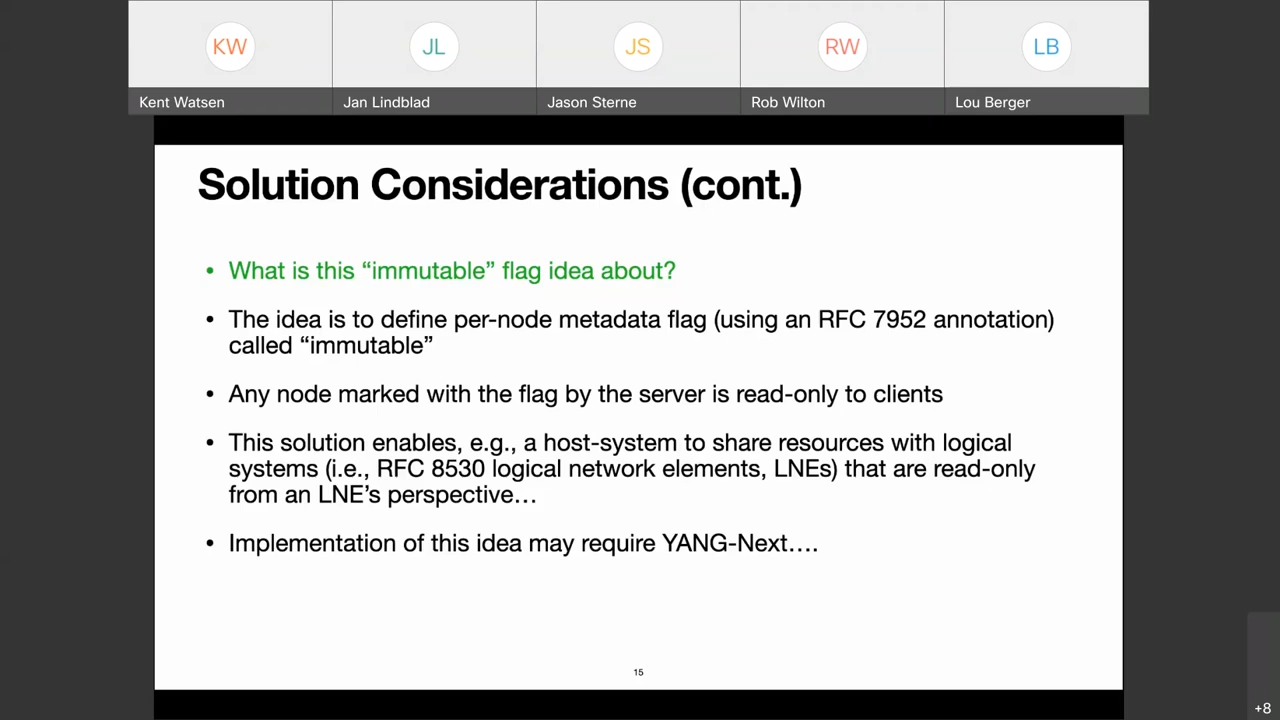 KW
JL
JS
RW
LB
Kent Watsen
Jan Lindblad
Jason Sterne
Rob Wilton
Lou Berger
Solution Considerations (cont.)
• What is this “immutable” flag idea about?
• The idea is to define per-node metadata flag (using an RFC 7952 annotation)
called “immutable”
• Any node marked with the flag by the server is read-only to clients
• This solution enables, e.g., a host-system to share resources with logical
systems (i.e., RFC 8530 logical network elements, LNEs) that are read-only
from an LNE’s perspective…
• Implementation of this idea may require YANG-Next….
15
+8